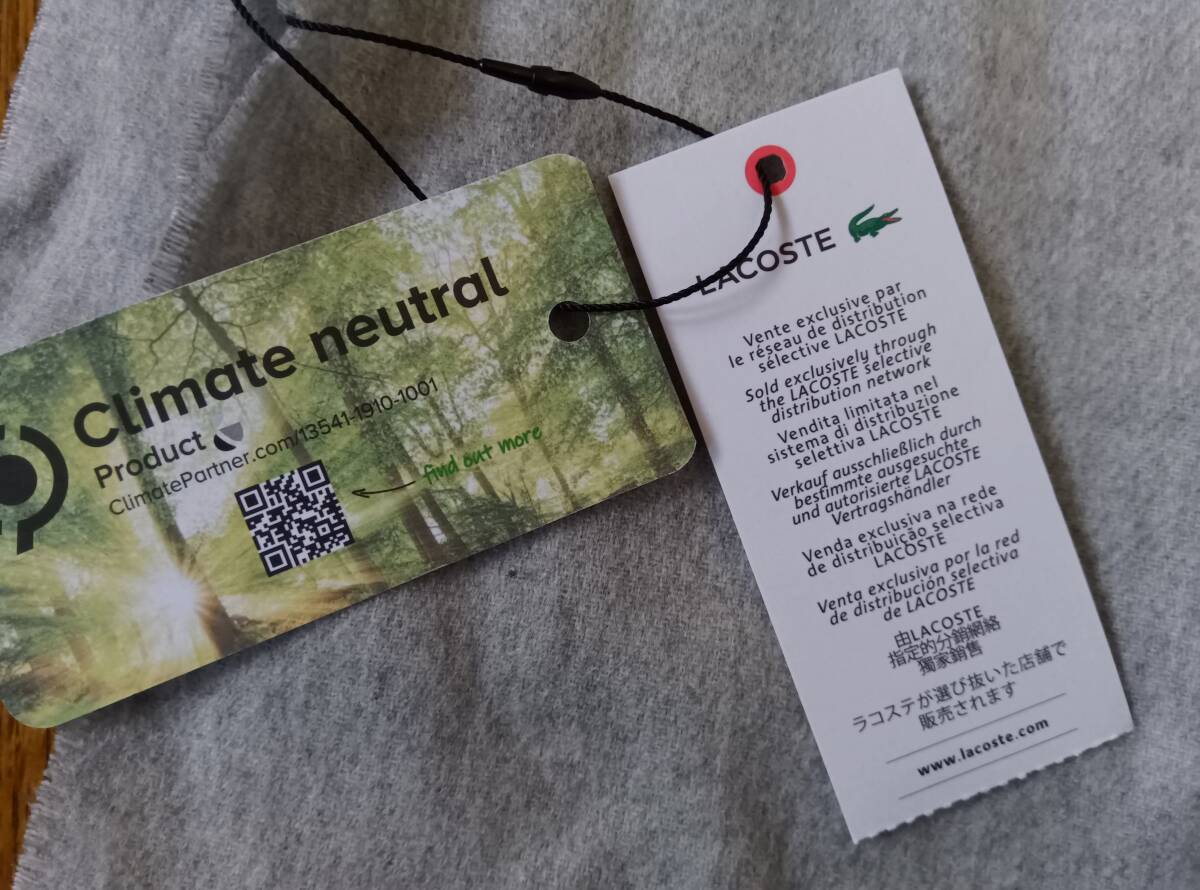 Climate neutral
Product
ClimatePartner.com/13541-1910-1001
find out more
LACOSTE
Vente exclusive par
le réseau de distribution
sélective LACOSTE
Sold exclusively through
the LACOSTE selective
distribution network
Vendita limitata nel
sistema di distribuzione
selettiva LACOSTE
Verkauf ausschließlich durch
bestimmte ausgesuchte
und autorisierte LACOSTE
Vertragshändler
Venda exclusiva na rede
de distribuição selectiva
LACOSTE
Venta exclusiva por la red
de distribución selectiva
de LACOSTE
由LACOSTE
指定的分銷網絡
獨家銷售
ラコステが選び抜いた店舗で
販売されます
www.lacoste.com